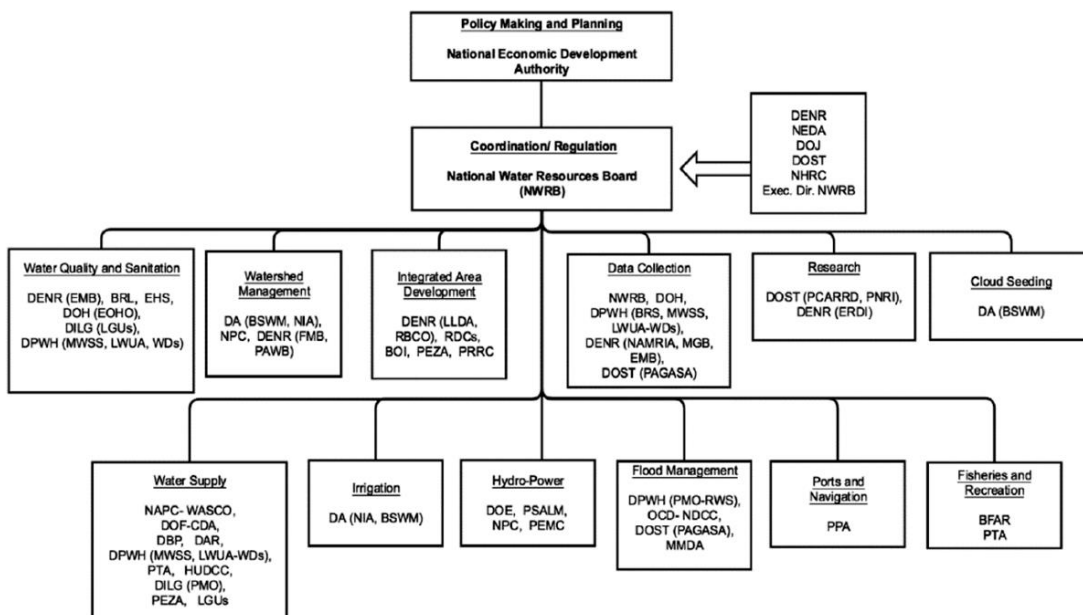 Policy Making and Planning
National Economic Development
Authority
Coordination/ Regulation
National Water Resources Board
(NWRB)
DENR
NEDA
DOJ
DOST
NHRC
Exec. Dir. NWRB
Water Quality and Sanitation
DENR (EMB), BRL, EHS,
DOH (EOHO),
DILG (LGUs),
DPWH (MWSS, LWUA, WDs)
Watershed
Management
DA (BSWM, NIA),
NPC, DENR (FMB,
PAWB)
Integrated Area
Development
DENR (LLDA,
RBCO), RDCs,
BOI, PEZA, PRRC
Data Collection
NWRB, DOH,
DPWH (BRS, MWSS,
LWUA-WDs),
DENR (NAMRIA, MGB,
EMB),
DOST (PAGASA)
Research
DOST (PCARRD, PNRI),
DENR (ERDI)
Cloud Seeding
DA (BSWM)
Water Supply
NAPC- WASCO,
DOF-CDA,
DBP, DAR,
DPWH (MWSS, LWUA-WDs),
PTA, HUDCC,
DILG (PMO),
PEZA, LGUs
Irrigation
DA (NIA, BSWM)
Hydro-Power
DOE, PSALM,
NPC, PEMC
Flood Management
DPWH (PMO-RWS),
OCD- NDCC,
DOST (PAGASA),
MMDA
Ports and
Navigation
PPA
Fisheries and
Recreation
BFAR
PTA